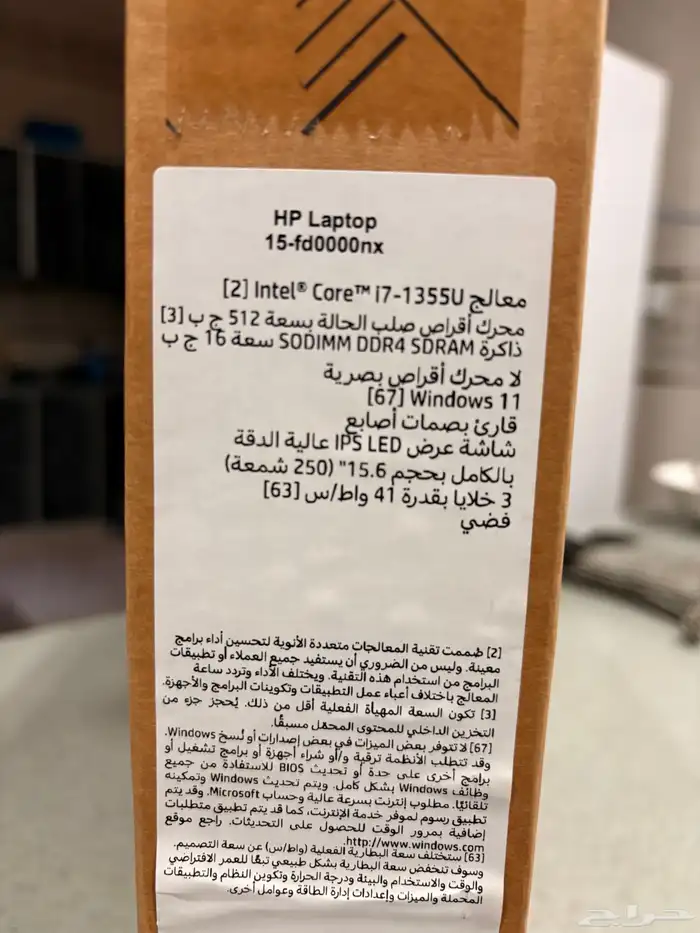 HP Laptop
15-fd0000nx
معالج Intel® Core™ i7-1355U [2]
محرك أقراص صلب الحالة بسعة 512 ج ب [3]
ذاكرة SODIMM DDR4 SDRAM سعة 16 ج ب
لا محرك أقراص بصرية
Windows 11 [67]
قارئ بصمات أصابع
شاشة عرض IPS LED عالية الدقة
بالكامل بحجم 15.6" (250 شمعة)
3 خلايا بقدرة 41 واط/س [63]
فضي
[2] صُممت تقنية المعالجات متعددة الأنوية لتحسين أداء برامج
معينة. وليس من الضروري أن يستفيد جميع العملاء أو تطبيقات
البرامج من استخدام هذه التقنية. ويختلف الأداء وتردد ساعة
المعالج باختلاف أعباء عمل التطبيقات وتكوينات البرامج والأجهزة.
[3] تكون السعة المهيأة الفعلية أقل من ذلك. يُحجز جزء من
التخزين الداخلي للمحتوى المحمّل مسبقًا.
[67] لا تتوفر بعض الميزات في بعض إصدارات أو نُسخ Windows.
وقد تتطلب الأنظمة ترقية و/أو شراء أجهزة أو برامج تشغيل أو
برامج أخرى على حدة أو تحديث BIOS للاستفادة من جميع
وظائف Windows بشكل كامل. ويتم تحديث Windows وتمكينه
تلقائيًا. مطلوب إنترنت بسرعة عالية وحساب Microsoft. وقد يتم
تطبيق رسوم لموفر خدمة الإنترنت، كما قد يتم تطبيق متطلبات
إضافية بمرور الوقت للحصول على التحديثات. راجع موقع
http://www.windows.com.
[63] ستختلف سعة البطارية الفعلية (واط/س) عن سعة التصميم.
وسوف تنخفض سعة البطارية بشكل طبيعي تبعًا للعمر الافتراضي
والوقت والاستخدام والبيئة ودرجة الحرارة وتكوين النظام والتطبيقات
المحملة والميزات وإعدادات إدارة الطاقة وعوامل أخرى.
حراج